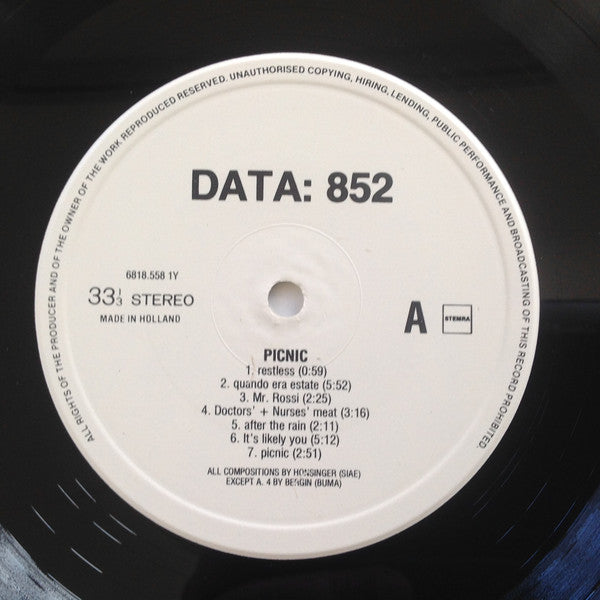 ALL RIGHTS OF THE PRODUCER AND OF THE OWNER OF THE WORK REPRODUCED RESERVED. UNAUTHORISED COPYING, HIRING, LENDING, PUBLIC PERFORMANCE AND BROADCASTING OF THIS RECORD PROHIBITED.
DATA: 852
6818.558 1Y
33⅓ STEREO
MADE IN HOLLAND
A STEMRA
PICNIC
1. restless (0:59)
2. quando era estate (5:52)
3. Mr. Rossi (2:25)
4. Doctors' + Nurses' meat (3:16)
5. after the rain (2:11)
6. It's likely you (5:12)
7. picnic (2:51)
ALL COMPOSITIONS BY HONSINGER (SIAE)
EXCEPT A. 4 BY BERGIN (BUMA)